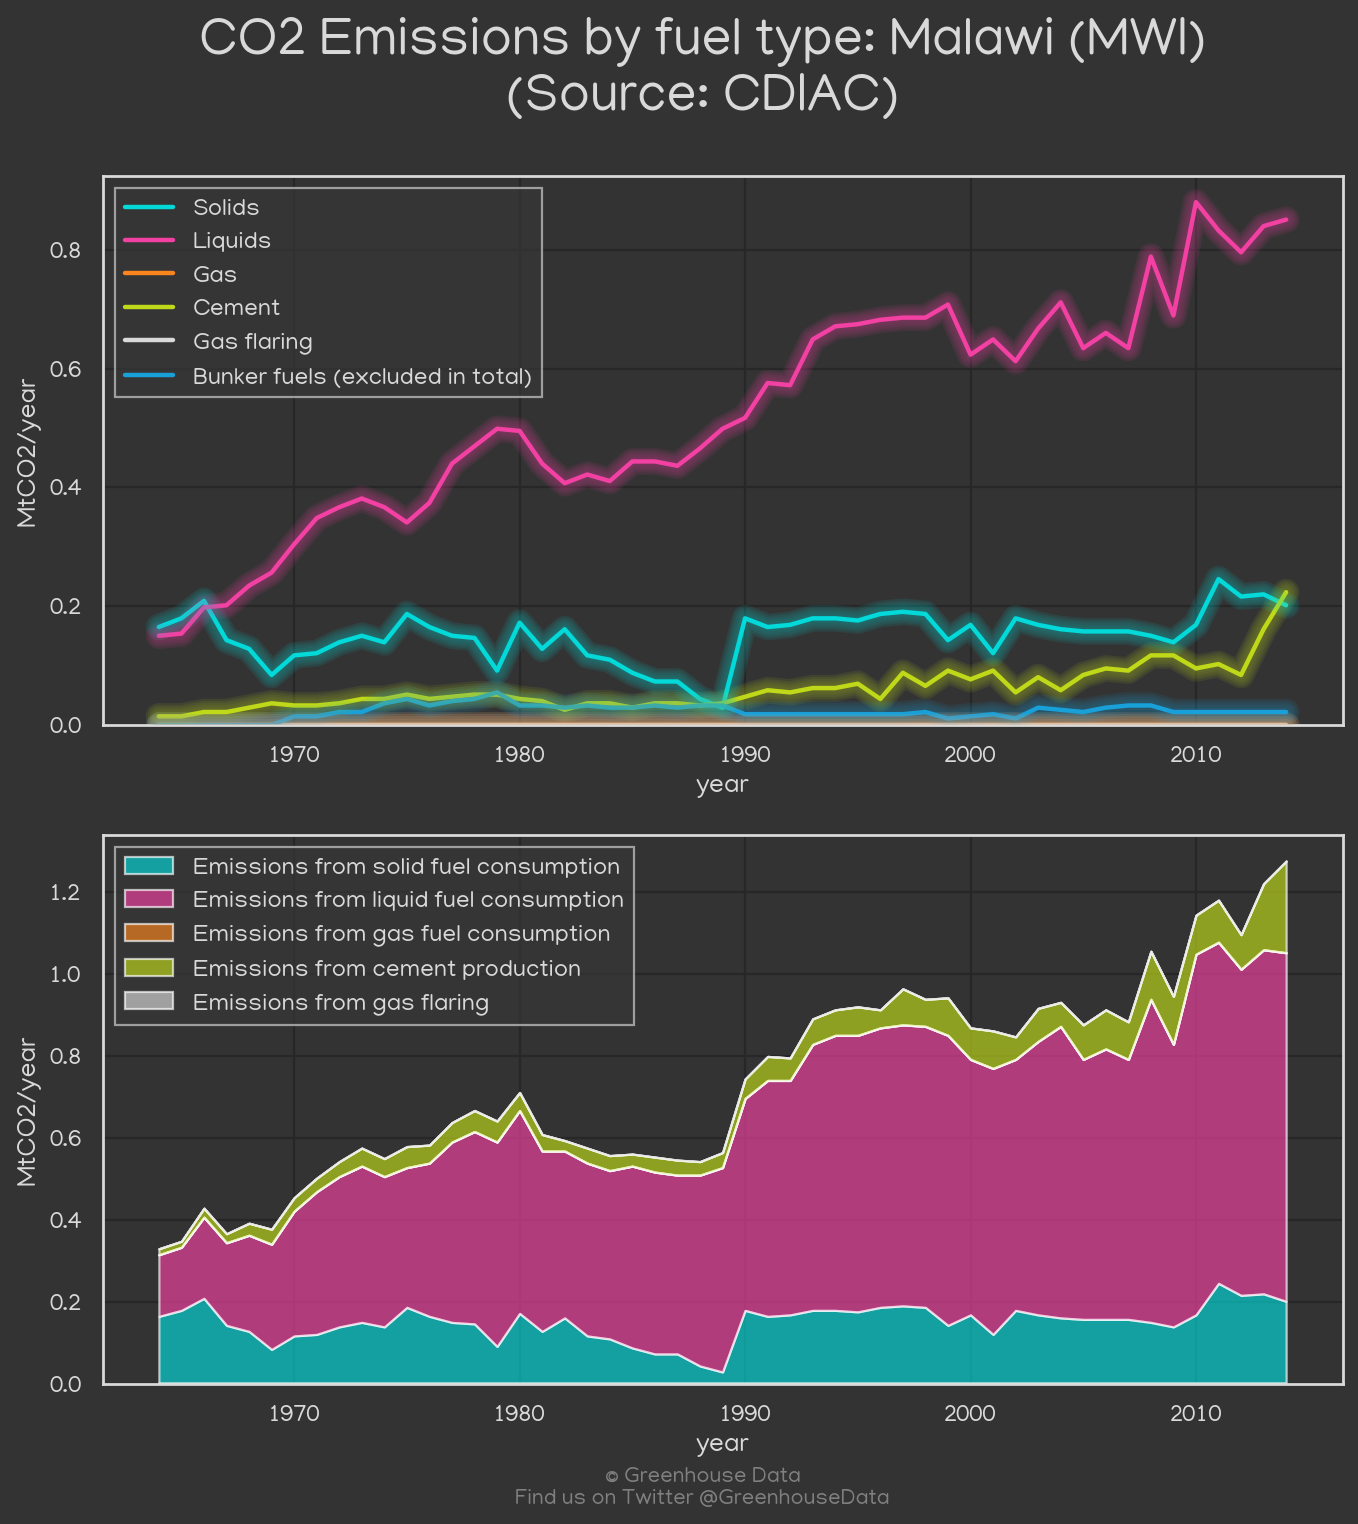 CO2 Emissions by fuel type: Malawi (MWI)
(Source: CDIAC)
Solids
Liquids
Gas
Cement
Gas flaring
Bunker fuels (excluded in total)
MtCO2/year
0.8
0.6
0.4
0.2
0.0
1970 1980 1990 2000 2010
year
Emissions from solid fuel consumption
Emissions from liquid fuel consumption
Emissions from gas fuel consumption
Emissions from cement production
Emissions from gas flaring
MtCO2/year
1.2
1.0
0.8
0.6
0.4
0.2
0.0
1970 1980 1990 2000 2010
year
© Greenhouse Data
Find us on Twitter @GreenhouseData